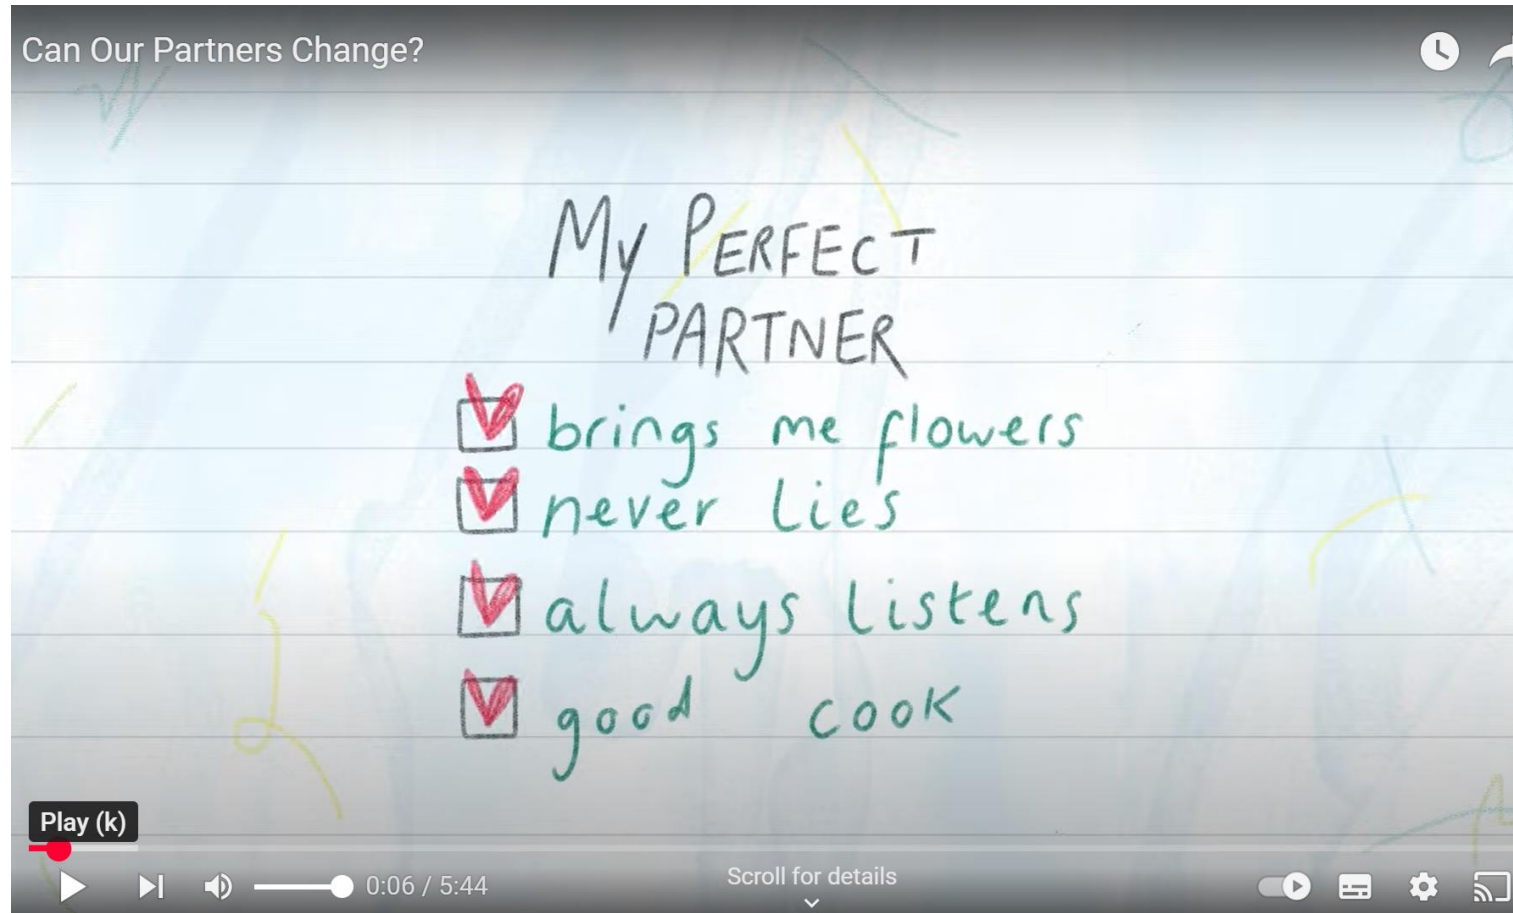 Can Our Partners Change?
My PERFECT
PARTNER
brings me flowers
never lies
always listens
good cook
Play (k)
0:06 / 5:44
Scroll for details